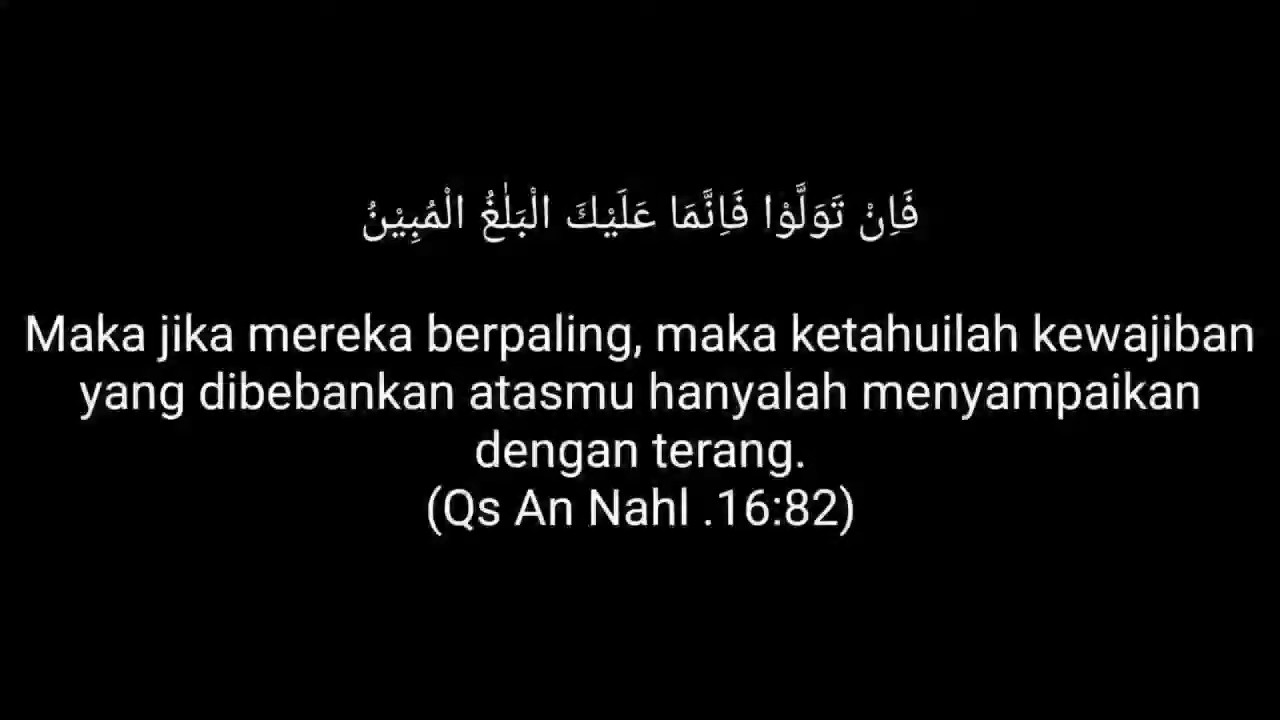 فَاِنْ تَوَلَّوْا فَاِنَّمَا عَلَيْكَ الْبَلٰغُ الْمُبِيْنُ
Maka jika mereka berpaling, maka ketahuilah kewajiban
yang dibebankan atasmu hanyalah menyampaikan
dengan terang.
(Qs An Nahl .16:82)